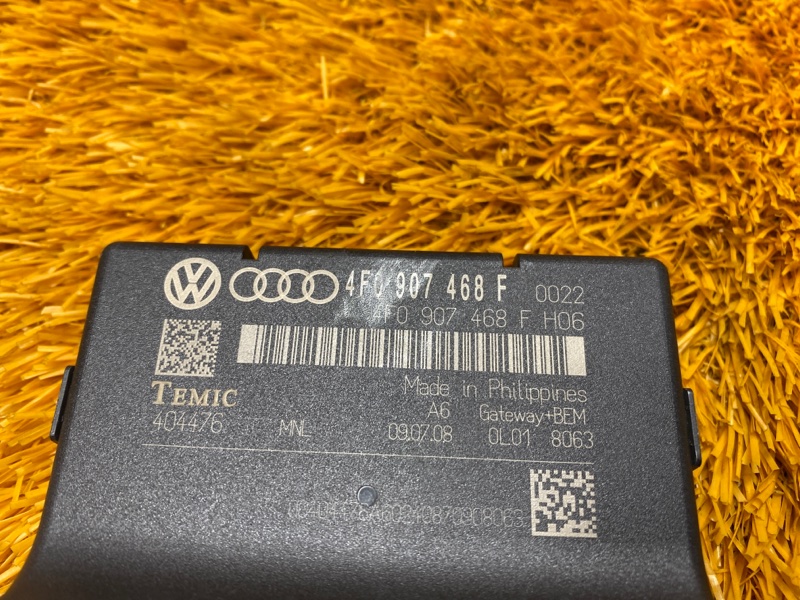 4F0 907 468 F 0022
4F0 907 468 F H06
Made in Philippines
TEMIC
A6 Gateway+BEM
404476 MNL 09.07.08 0L01 8063